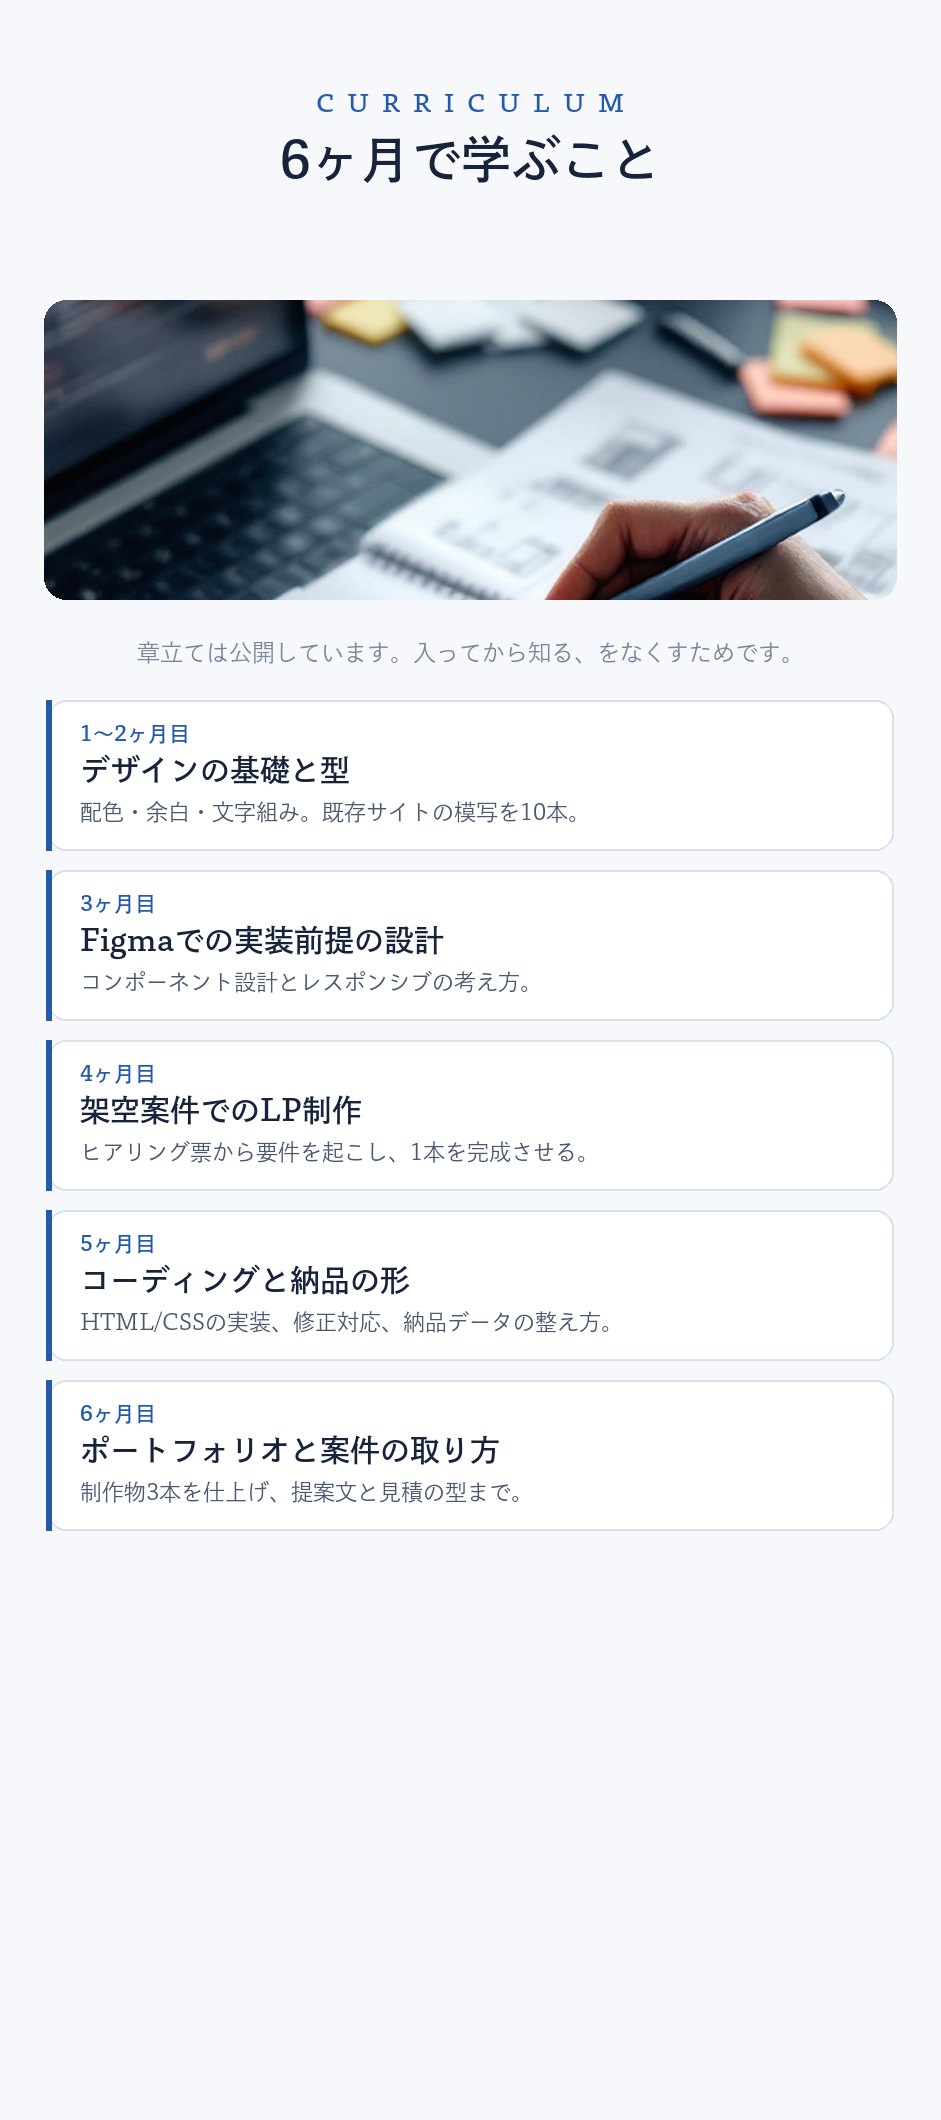 CURRICULUM
6ヶ月で学ぶこと
章立ては公開しています。入ってから知る、をなくすためです。
1〜2ヶ月目
デザインの基礎と型
配色・余白・文字組み。既存サイトの模写を10本。
3ヶ月目
Figmaでの実装前提の設計
コンポーネント設計とレスポンシブの考え方。
4ヶ月目
架空案件でのLP制作
ヒアリング票から要件を起こし、1本を完成させる。
5ヶ月目
コーディングと納品の形
HTML/CSSの実装、修正対応、納品データの整え方。
6ヶ月目
ポートフォリオと案件の取り方
制作物3本を仕上げ、提案文と見積の型まで。